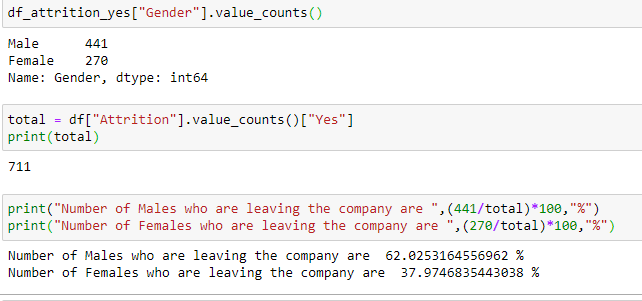 df_attrition_yes["Gender"].value_counts()
Male      441
Female    270
Name: Gender, dtype: int64
total = df["Attrition"].value_counts()["Yes"]
print(total)
711
print("Number of Males who are leaving the company are ",(441/total)*100,"%")
print("Number of Females who are leaving the company are ",(270/total)*100,"%")
Number of Males who are leaving the company are  62.0253164556962 %
Number of Females who are leaving the company are  37.9746835443038 %